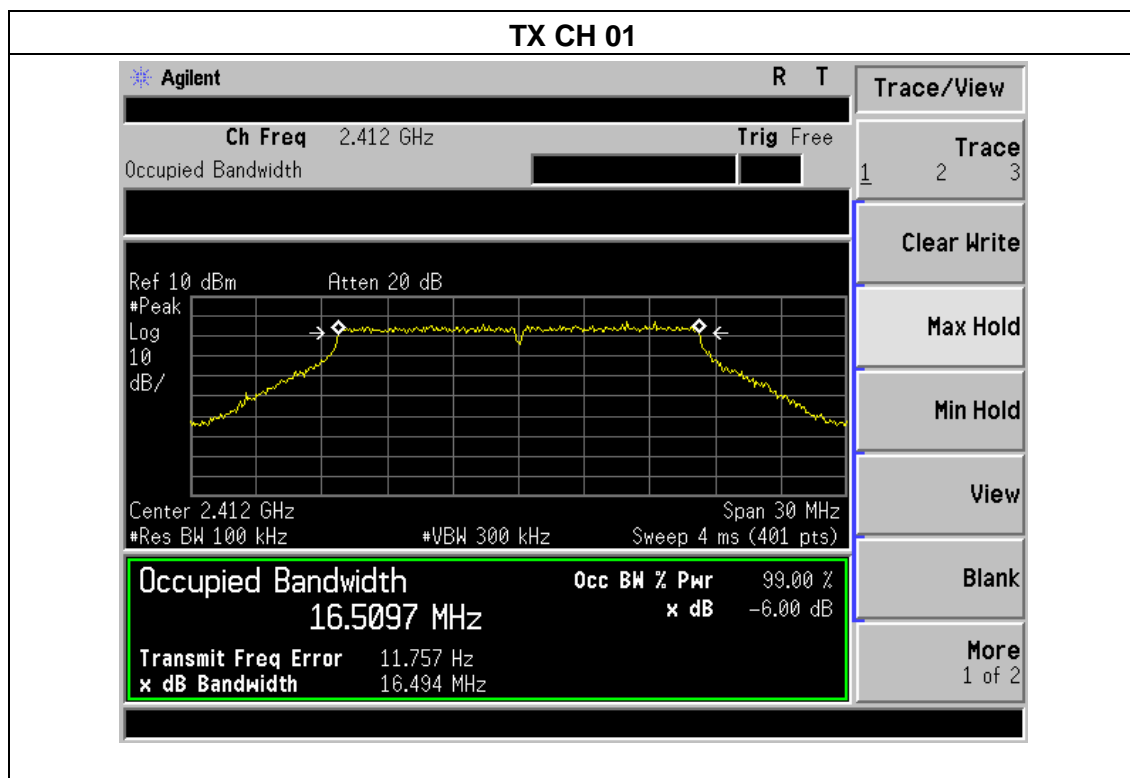 TX CH 01
Agilent R T
Trace/View
Ch Freq 2.412 GHz Trig Free
Occupied Bandwidth
Trace
1 2 3
Clear Write
Ref 10 dBm Atten 20 dB
#Peak
Log
10
dB/
Max Hold
Min Hold
View
Center 2.412 GHz Span 30 MHz
#Res BW 100 kHz #VBW 300 kHz Sweep 4 ms (401 pts)
Occupied Bandwidth Occ BW % Pwr 99.00 %
16.5097 MHz x dB -6.00 dB
Blank
Transmit Freq Error 11.757 Hz
x dB Bandwidth 16.494 MHz
More
1 of 2